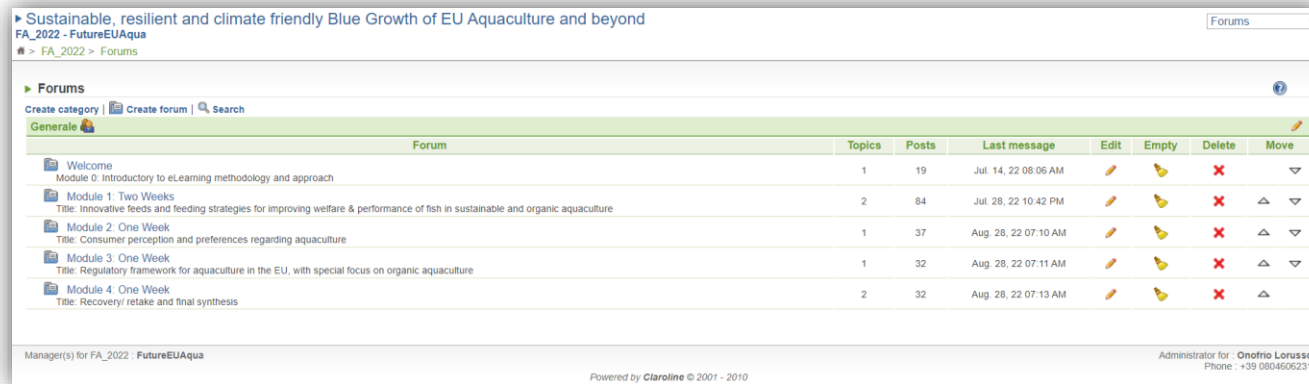 Sustainable, resilient and climate friendly Blue Growth of EU Aquaculture and beyond
FA_2022 - FutureEUAqua
Forums
> FA_2022 > Forums
Forums
Create category | Create forum | Search
Generale
Forum Topics Posts Last message Edit Empty Delete Move
Welcome
Module 0: Introductory to eLearning methodology and approach
1 19 Jul. 14, 22 08:06 AM
Module 1: Two Weeks
Title: Innovative feeds and feeding strategies for improving welfare & performance of fish in sustainable and organic aquaculture
2 84 Jul. 28, 22 10:42 PM
Module 2: One Week
Title: Consumer perception and preferences regarding aquaculture
1 37 Aug. 28, 22 07:10 AM
Module 3: One Week
Title: Regulatory framework for aquaculture in the EU, with special focus on organic aquaculture
1 32 Aug. 28, 22 07:11 AM
Module 4: One Week
Title: Recovery/ retake and final synthesis
2 32 Aug. 28, 22 07:13 AM
Manager(s) for FA_2022 : FutureEUAqua
Administrator for : Onofrio Lorusso
Phone : +39 080460623
Powered by Claroline © 2001 - 2010